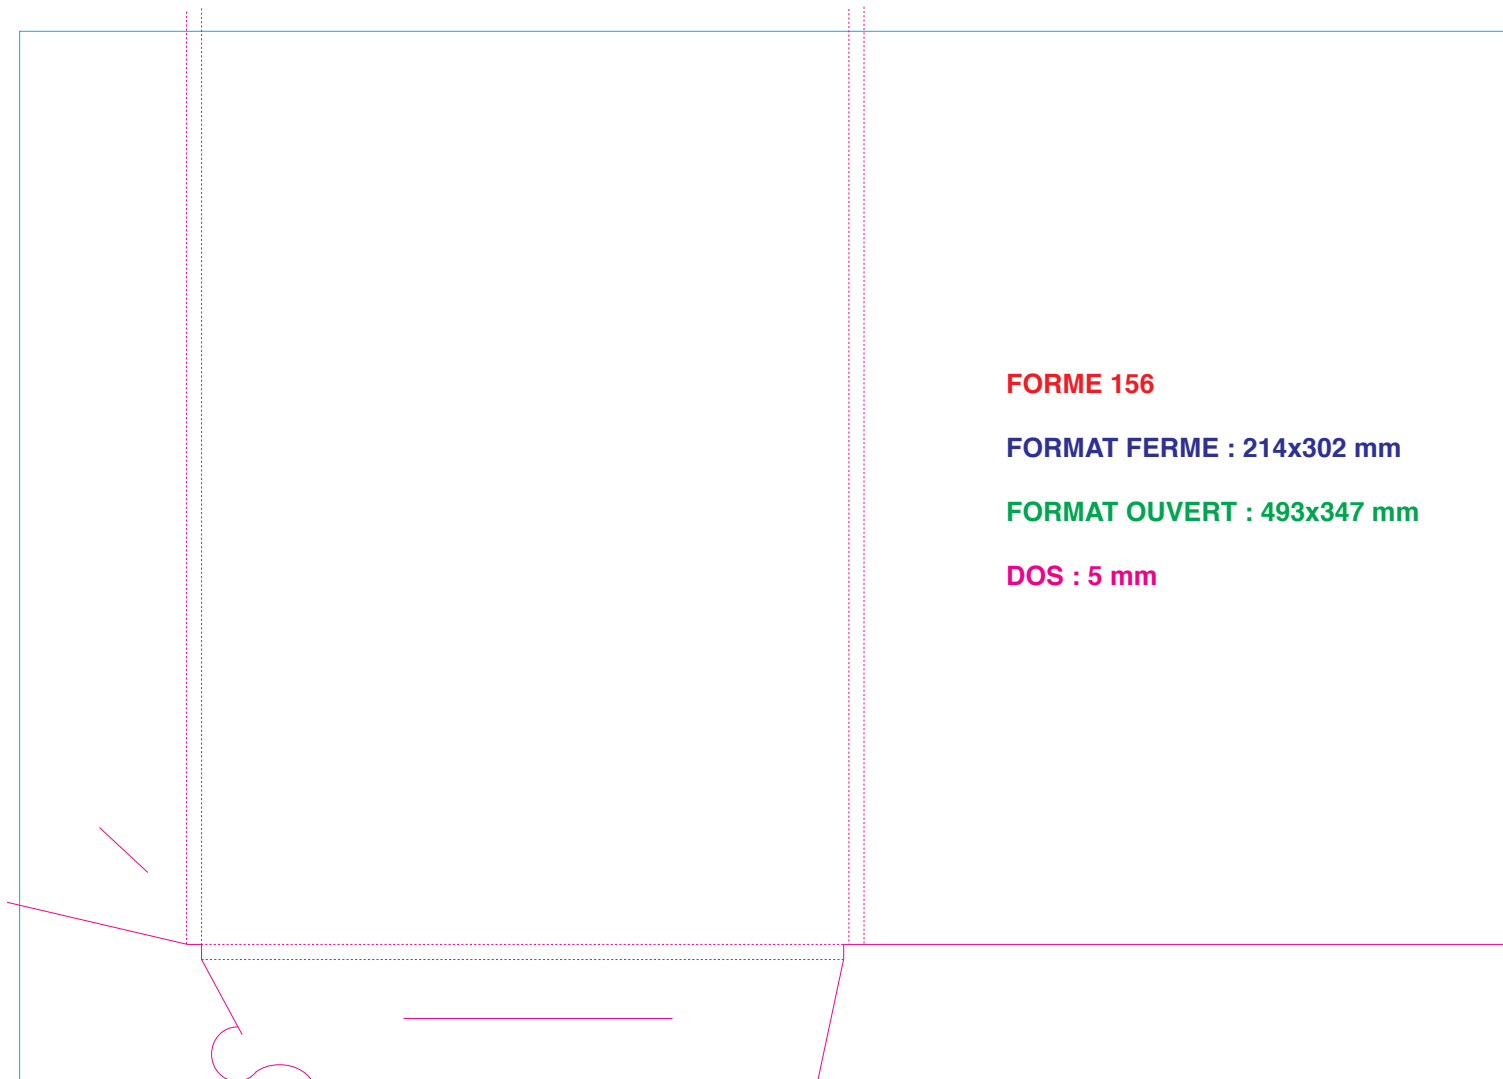 FORME 156
FORMAT FERME : 214x302 mm
FORMAT OUVERT : 493x347 mm
DOS : 5 mm